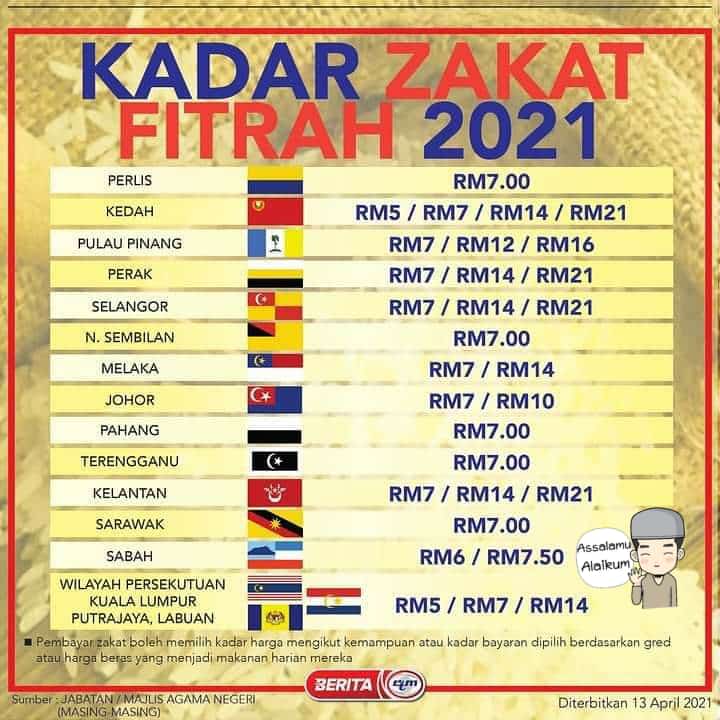 KADAR ZAKAT
FITRAH 2021
PERLIS RM7.00
KEDAH RM5 / RM7 / RM14 / RM21
PULAU PINANG RM7 / RM12 / RM16
PERAK RM7 / RM14 / RM21
SELANGOR RM7 / RM14 / RM21
N. SEMBILAN RM7.00
MELAKA RM7 / RM14
JOHOR RM7 / RM10
PAHANG RM7.00
TERENGGANU RM7.00
KELANTAN RM7 / RM14 / RM21
SARAWAK RM7.00
SABAH RM6 / RM7.50
Assalamu
Alaikum
WILAYAH PERSEKUTUAN
KUALA LUMPUR
PUTRAJAYA, LABUAN
RM5 / RM7 / RM14
Pembayar zakat boleh memilih kadar harga mengikut kemampuan atau kadar bayaran dipilih berdasarkan gred
atau harga beras yang menjadi makanan harian mereka
BERITA rtm
Sumber : JABATAN / MAJLIS AGAMA NEGERI
(MASING-MASING)
Diterbitkan 13 April 2021